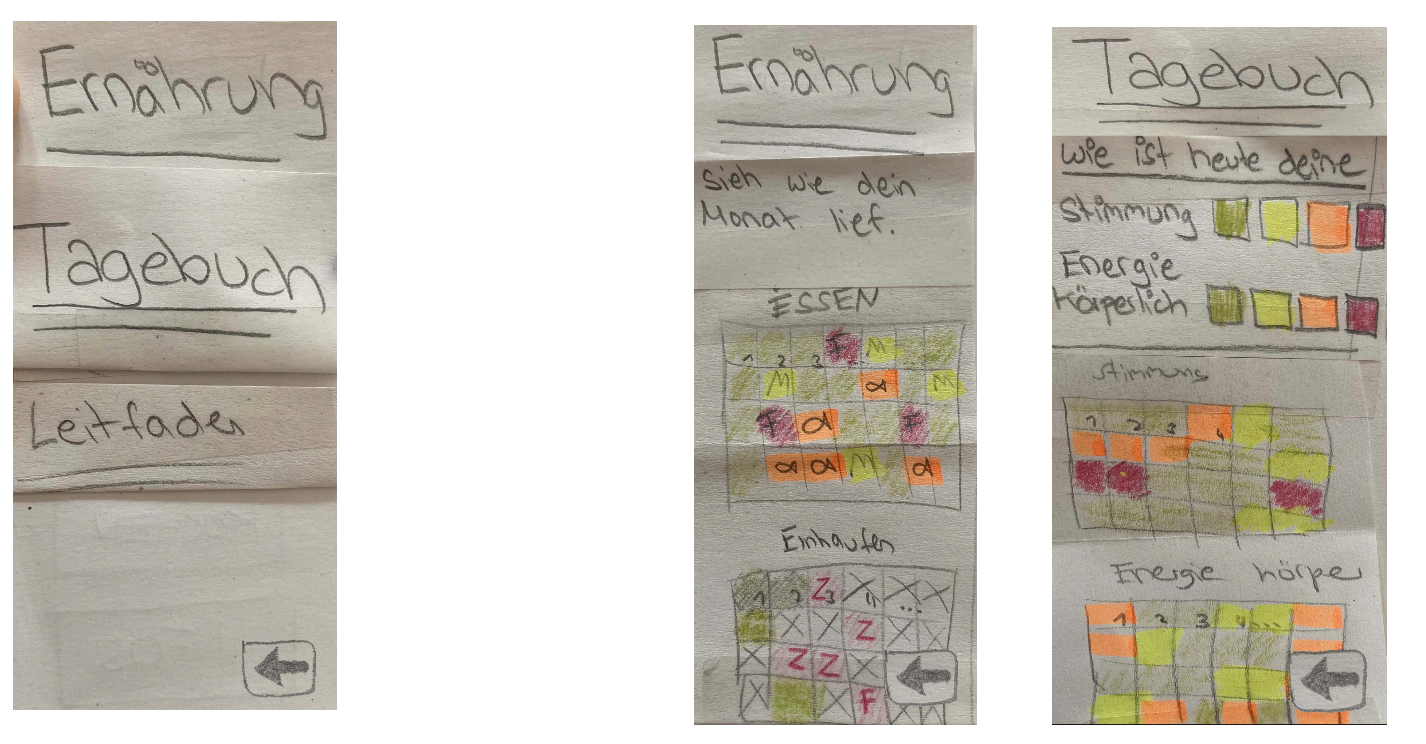 Ernährung
Tagebuch
Leitfaden
Ernährung
Sieh wie dein
Monat lief.
ESSEN
1 2 3 F M
M α M
F α F
α α M α
Einkaufen
1 2 Z3 X 4 X ... X
X X Z X X
X Z Z X
X X F X X
Tagebuch
Wie ist heute deine
Stimmung
Energie
Körperlich
Stimmung
1 2 3 4
Energie körper
1 2 3 4 ...